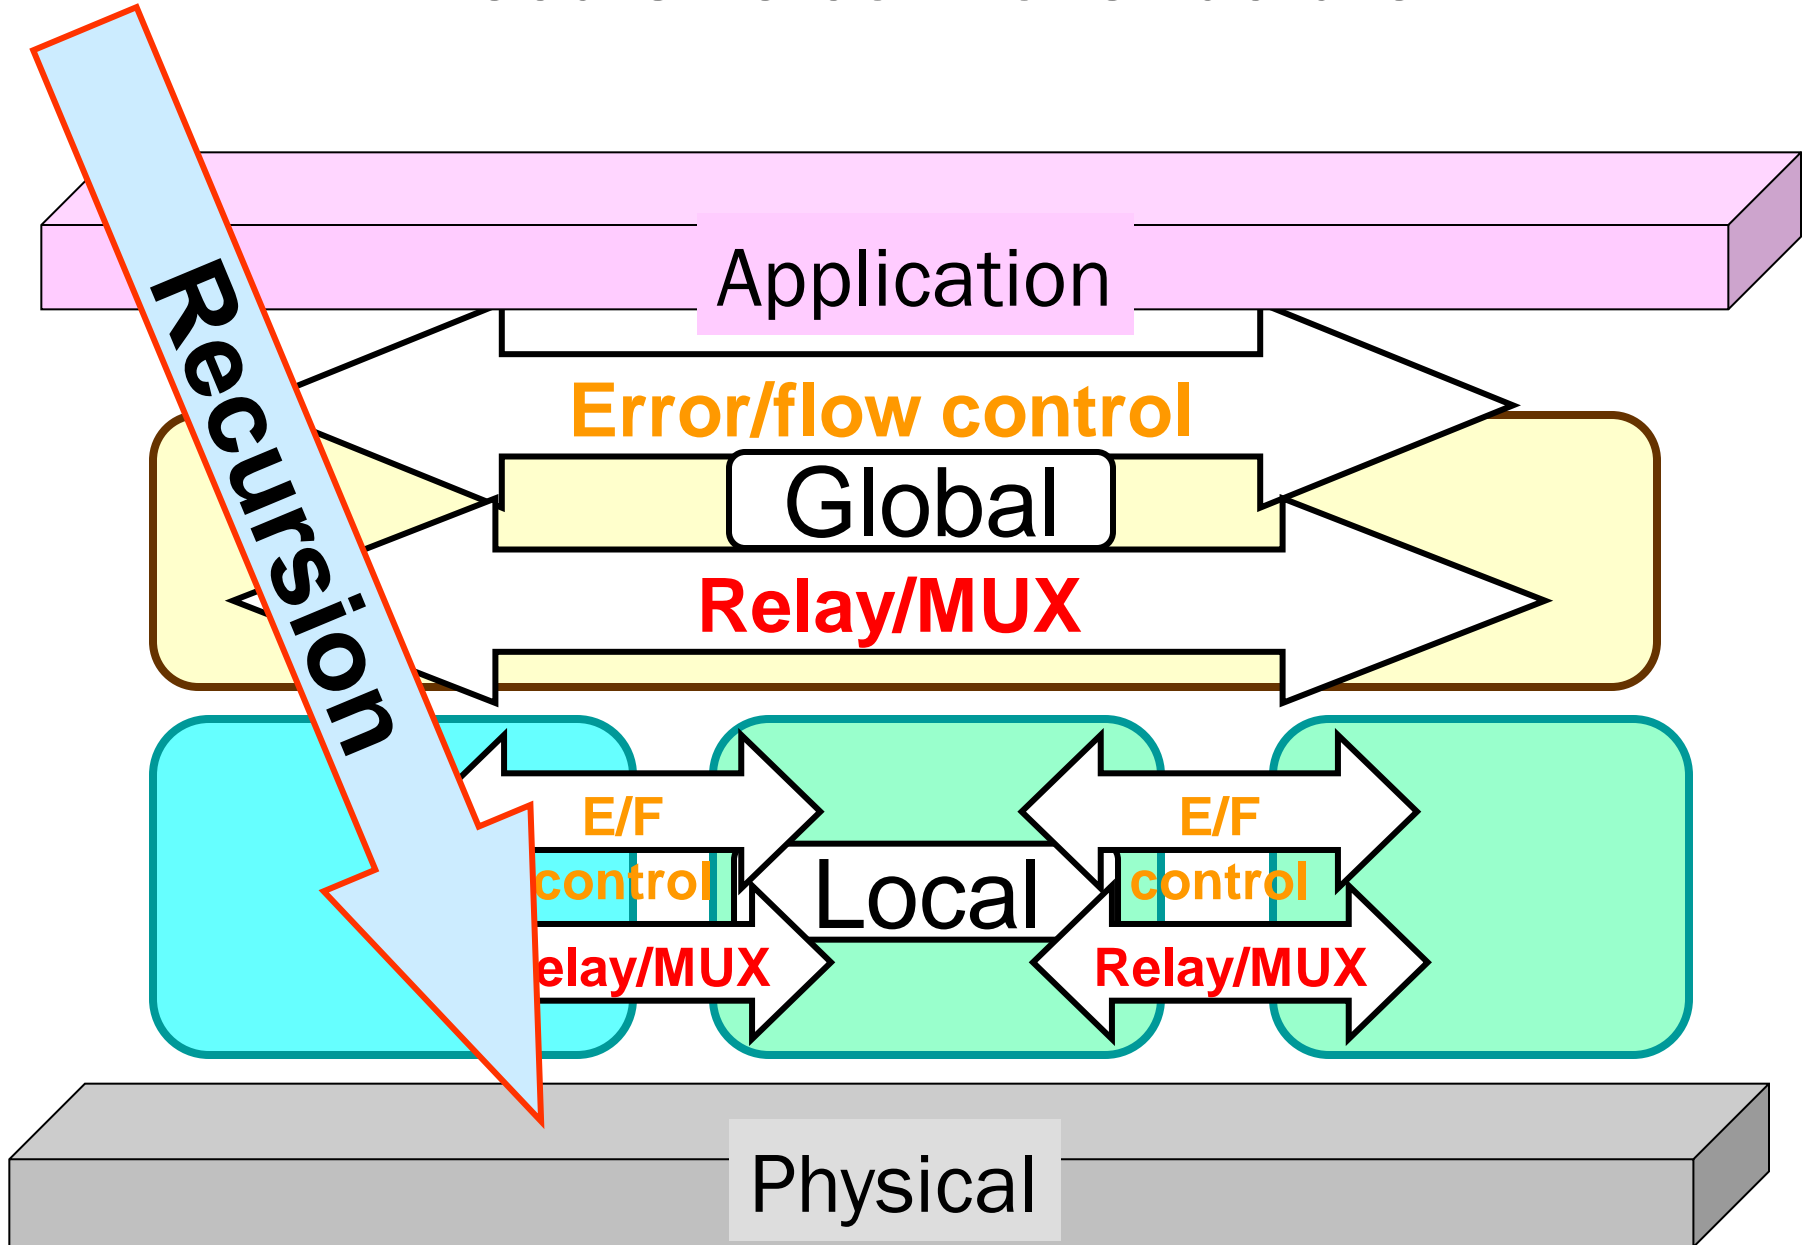 Application
Recursion
Error/flow control
Global
Relay/MUX
E/F
control
E/F
control
Local
elay/MUX
Relay/MUX
Physical